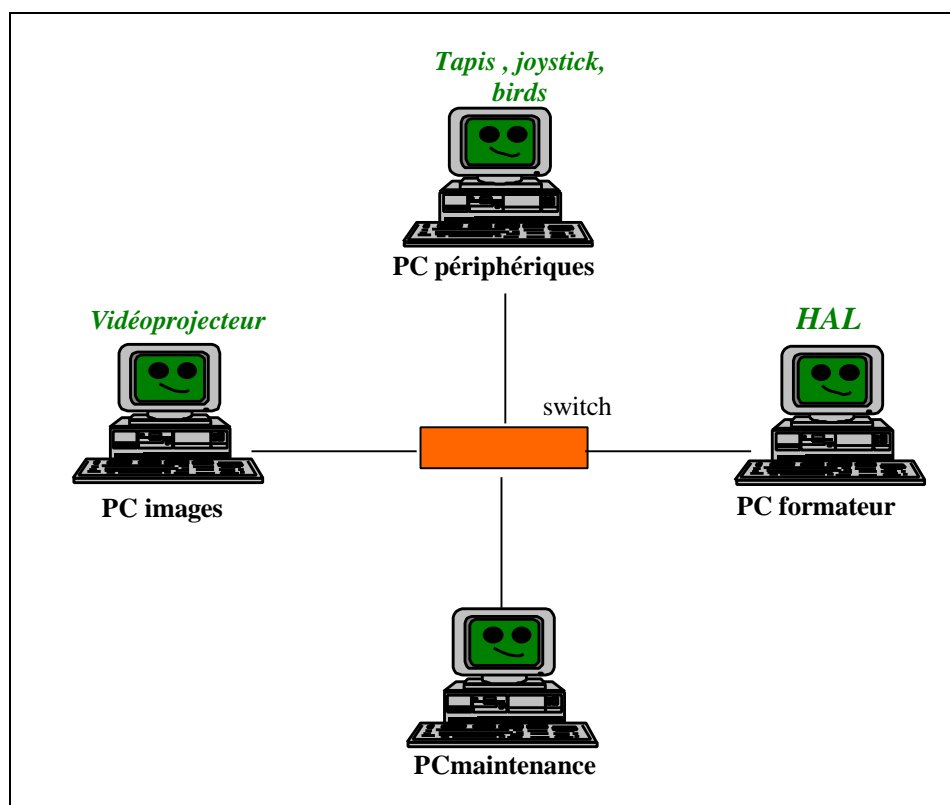 Tapis , joystick,
birds
PC périphériques
Vidéoprojecteur
HAL
switch
PC images
PC formateur
PCmaintenance